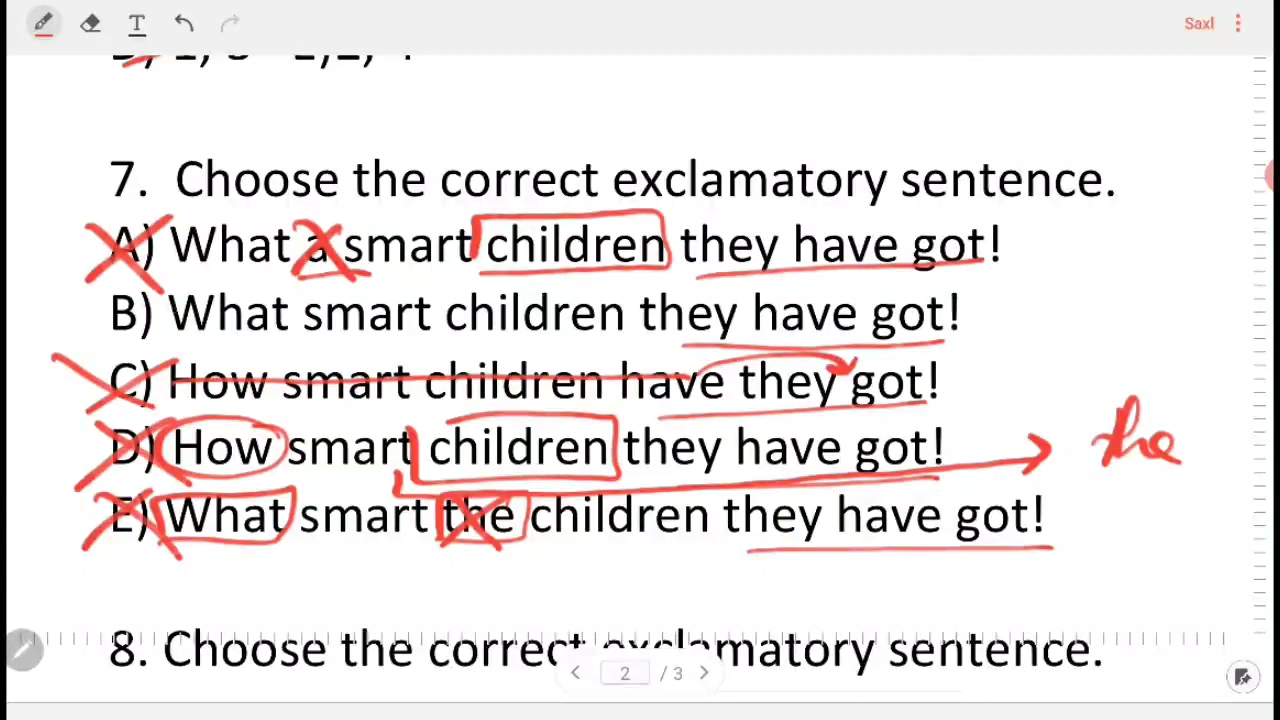 Saxl
7. Choose the correct exclamatory sentence.
A) What a smart children they have got!
B) What smart children they have got!
C) How smart children have they got!
D) How smart children they have got!
the
E) What smart the children they have got!
8. Choose the correct exclamatory sentence.
2 / 3